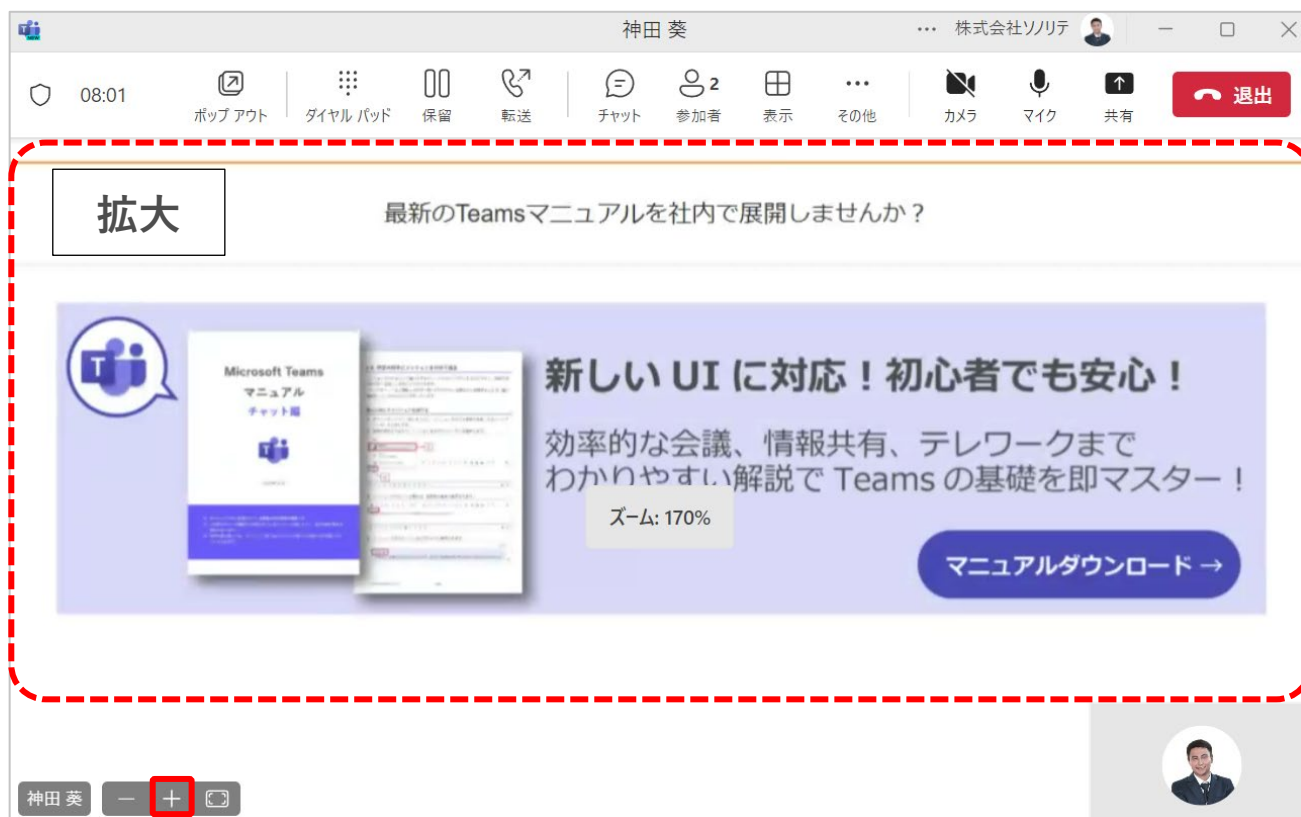 神田 葵
… 株式会社ソノリテ
08:01
ポップ アウト
ダイヤル パッド
保留
転送
チャット
2
参加者
表示
その他
カメラ
マイク
共有
退出
拡大
最新のTeamsマニュアルを社内で展開しませんか？
Microsoft Teams
マニュアル
チャット編
新しい UI に対応！初心者でも安心！
効率的な会議、情報共有、テレワークまで
わかりやすい解説で Teams の基礎を即マスター！
ズーム: 170%
マニュアルダウンロード →
神田 葵